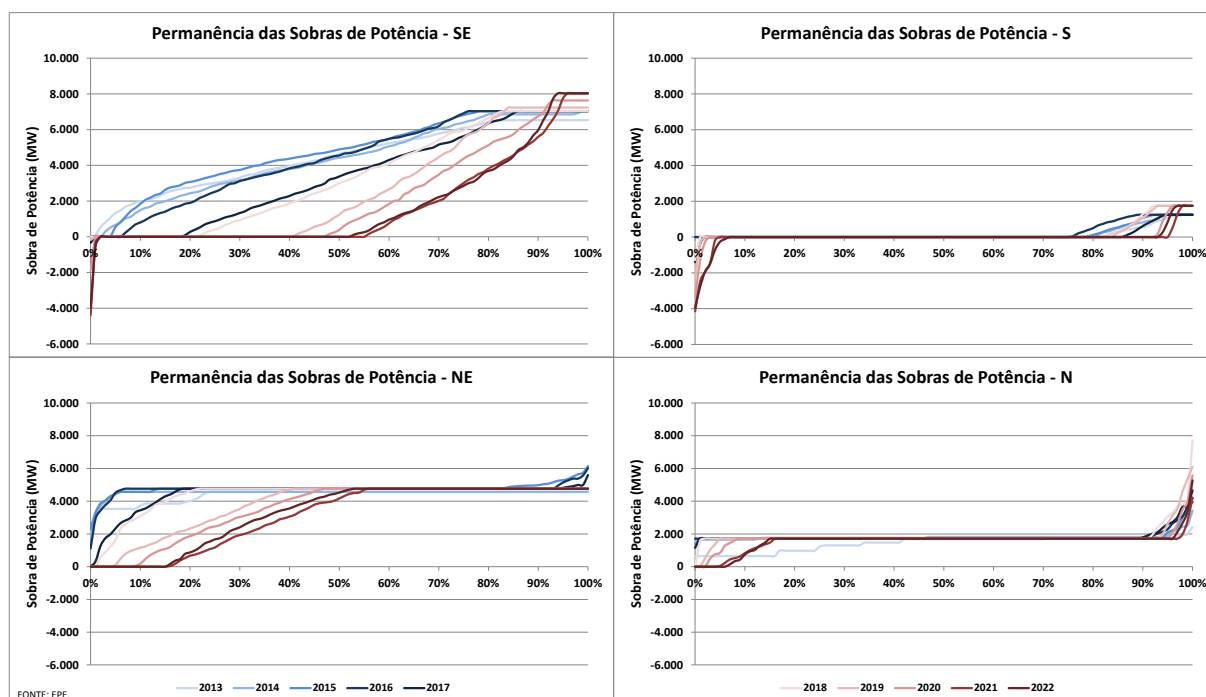 Permanência das Sobras de Potência - SE
10.000
8.000
6.000
4.000
2.000
0
-2.000
-4.000
-6.000
0% 10% 20% 30% 40% 50% 60% 70% 80% 90% 100%
Sobra de Potência (MW)
Permanência das Sobras de Potência - S
10.000
8.000
6.000
4.000
2.000
0
-2.000
-4.000
-6.000
0% 10% 20% 30% 40% 50% 60% 70% 80% 90% 100%
Sobra de Potência (MW)
Permanência das Sobras de Potência - NE
10.000
8.000
6.000
4.000
2.000
0
-2.000
-4.000
-6.000
0% 10% 20% 30% 40% 50% 60% 70% 80% 90% 100%
Sobra de Potência (MW)
Permanência das Sobras de Potência - N
10.000
8.000
6.000
4.000
2.000
0
-2.000
-4.000
-6.000
0% 10% 20% 30% 40% 50% 60% 70% 80% 90% 100%
Sobra de Potência (MW)
FONTE: EPE
2013 2014 2015 2016 2017
2018 2019 2020 2021 2022